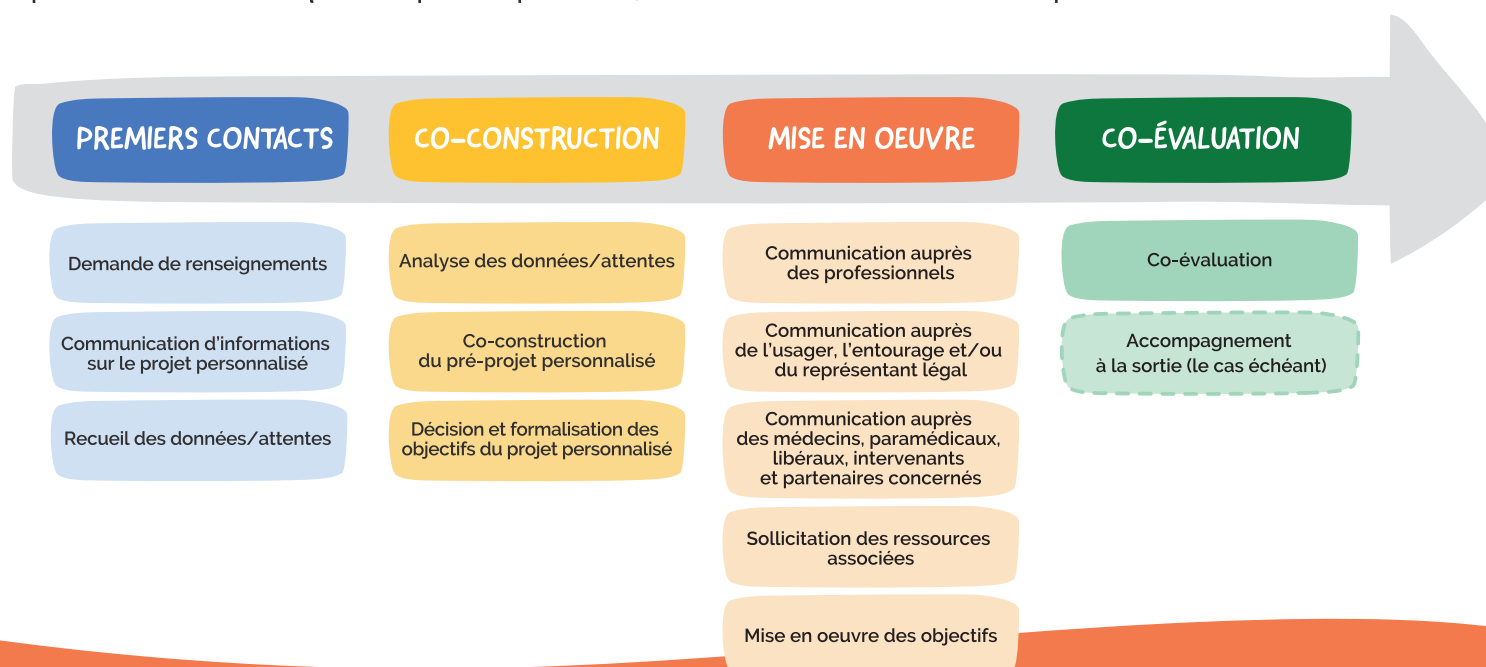 PREMIERS CONTACTS
CO-CONSTRUCTION
MISE EN OEUVRE
CO-ÉVALUATION
Demande de renseignements
Communication d'informations
sur le projet personnalisé
Recueil des données/attentes
Analyse des données/attentes
Co-construction
du pré-projet personnalisé
Décision et formalisation des
objectifs du projet personnalisé
Communication auprès
des professionnels
Communication auprès
de l'usager, l'entourage et/ou
du représentant légal
Communication auprès
des médecins, paramédicaux,
libéraux, intervenants
et partenaires concernés
Sollicitation des ressources
associées
Mise en oeuvre des objectifs
Co-évaluation
Accompagnement
à la sortie (le cas échéant)